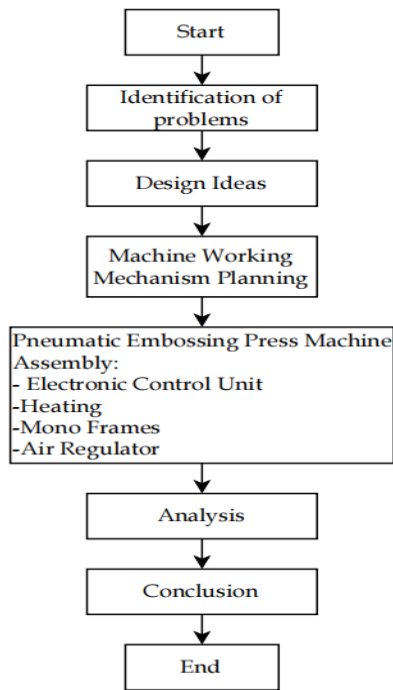 Start
Identification of
problems
Design Ideas
Machine Working
Mechanism Planning
Pneumatic Embossing Press Machine
Assembly:
- Electronic Control Unit
-Heating
-Mono Frames
-Air Regulator
Analysis
Conclusion
End